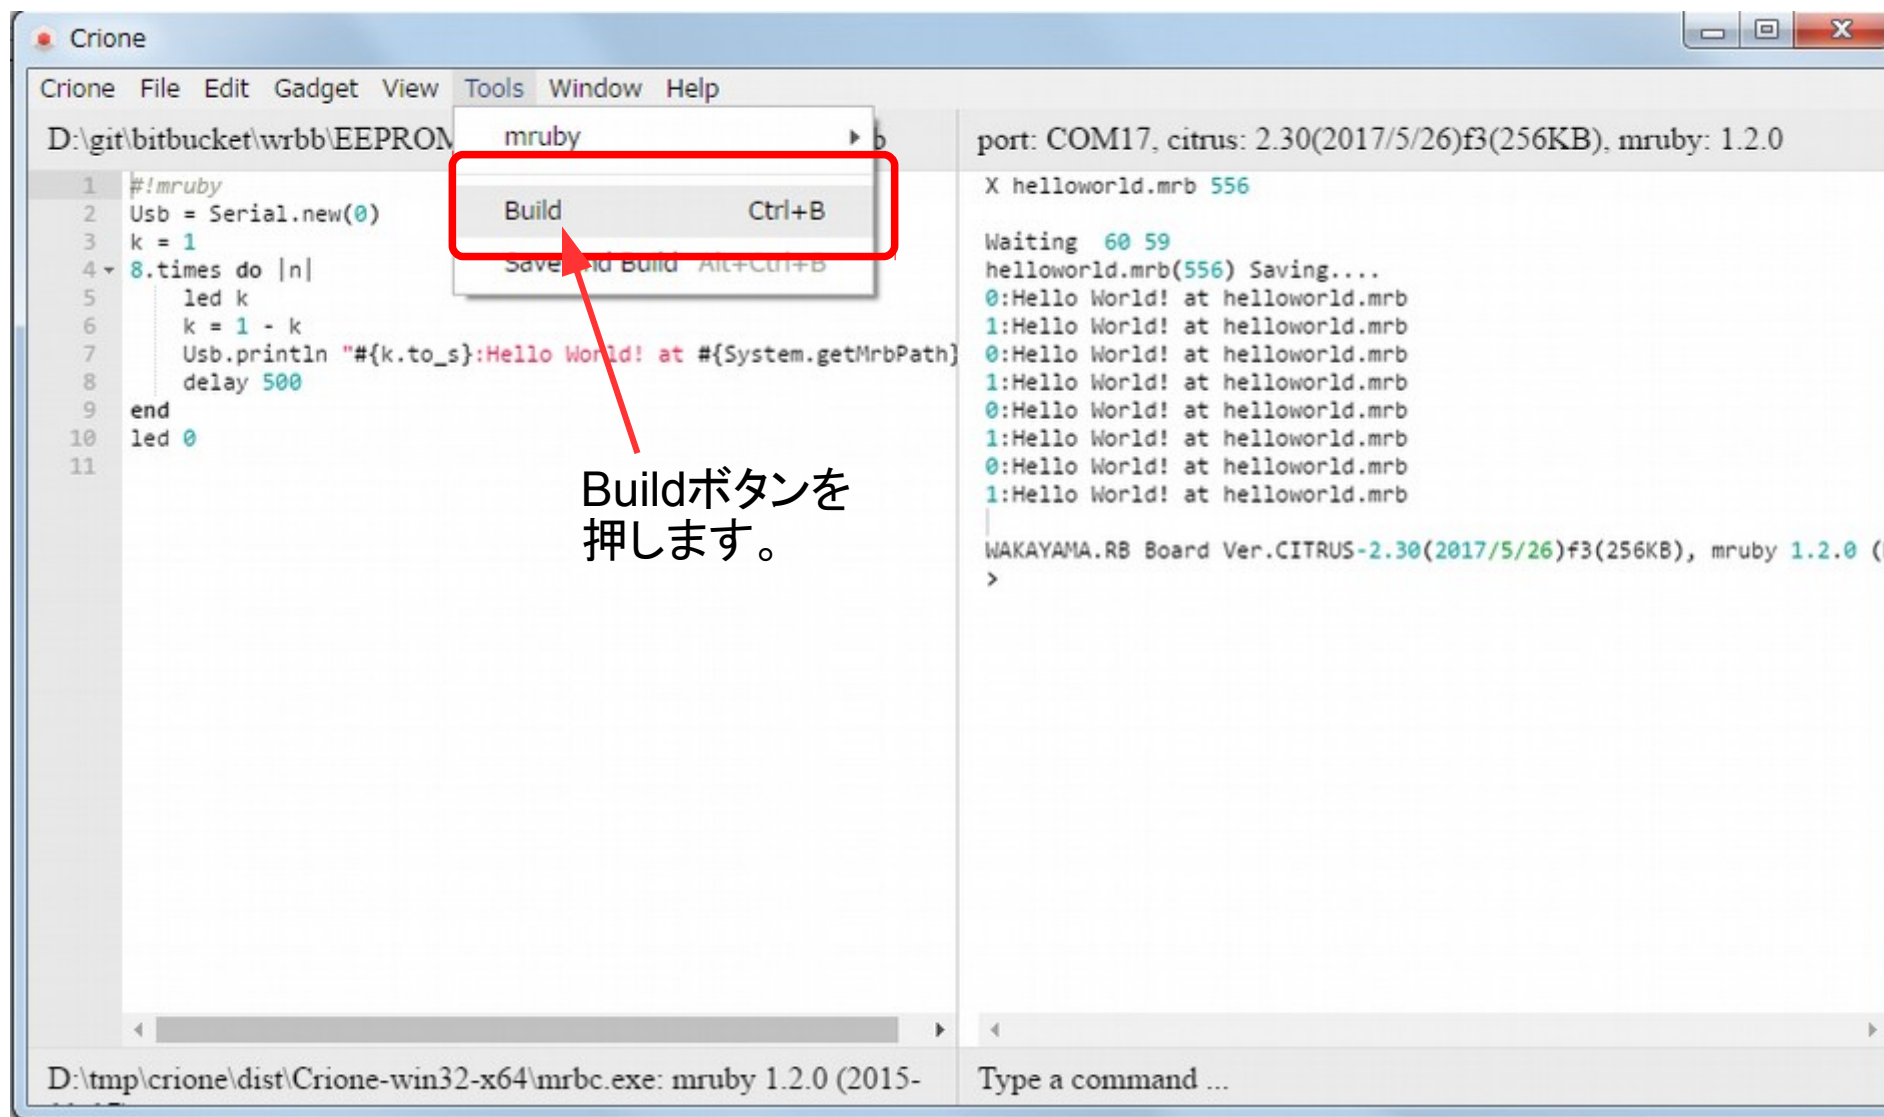 Crione
Crione File Edit Gadget View Tools Window Help
D:\git\bitbucket\wrbb\EEPROM
mruby
Build Ctrl+B
Save and Build Alt+Ctrl+B
1 #!mruby
2 Usb = Serial.new(0)
3 k = 1
4 8.times do |n|
5 led k
6 k = 1 - k
7 Usb.println "#{k.to_s}:Hello World! at #{System.getMrbPath}
8 delay 500
9 end
10 led 0
11
Buildボタンを
押します。
D:\tmp\crione\dist\Crione-win32-x64\mrbc.exe: mruby 1.2.0 (2015-
port: COM17, citrus: 2.30(2017/5/26)f3(256KB), mruby: 1.2.0
X helloworld.mrb 556
Waiting 60 59
helloworld.mrb(556) Saving....
0:Hello World! at helloworld.mrb
1:Hello World! at helloworld.mrb
0:Hello World! at helloworld.mrb
1:Hello World! at helloworld.mrb
0:Hello World! at helloworld.mrb
1:Hello World! at helloworld.mrb
0:Hello World! at helloworld.mrb
1:Hello World! at helloworld.mrb
WAKAYAMA.RB Board Ver.CITRUS-2.30(2017/5/26)f3(256KB), mruby 1.2.0 (
>
Type a command ...